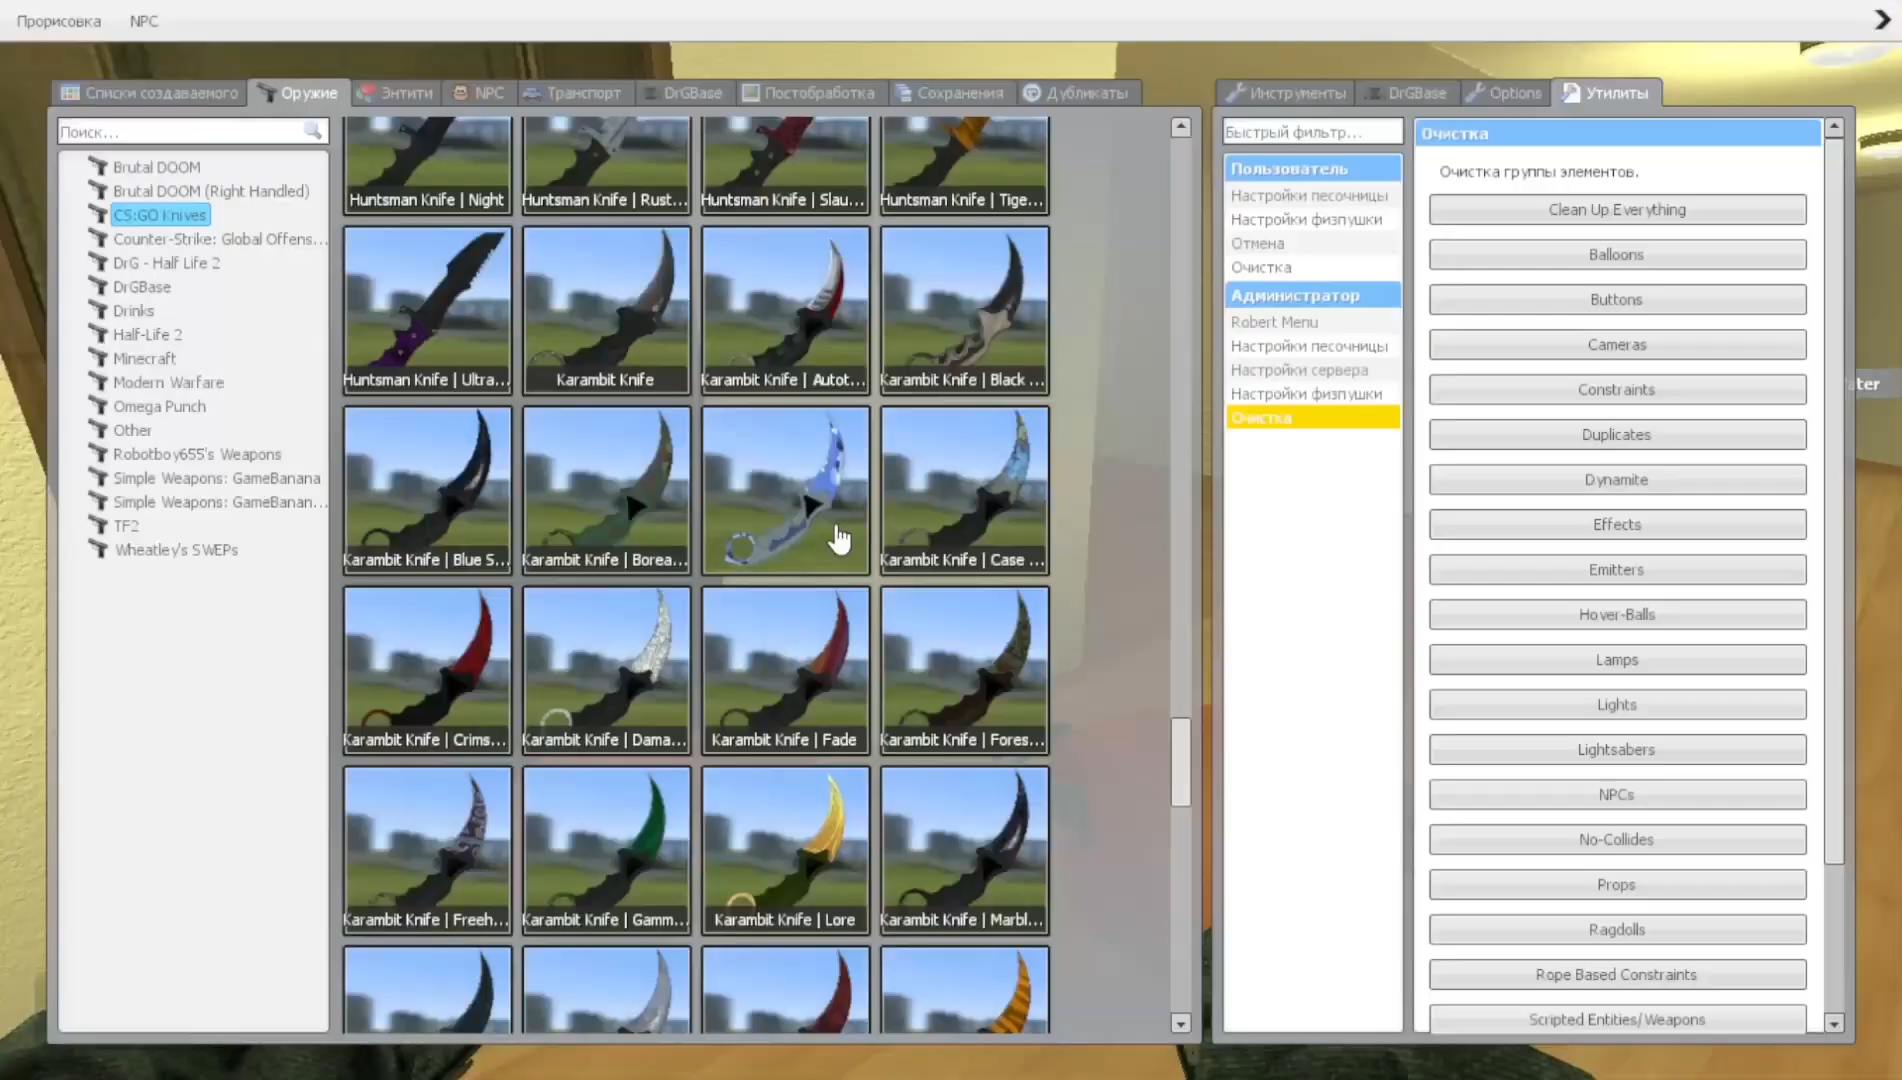 Прорисовка NPC
Списки создаваемого Оружие Энтити NPC Транспорт DrGBase Постобработка Сохранения Дубликаты
Поиск...
Brutal DOOM
Brutal DOOM (Right Handled)
CS:GO Knives
Counter-Strike: Global Offens...
DrG - Half Life 2
DrGBase
Drinks
Half-Life 2
Minecraft
Modern Warfare
Omega Punch
Other
Robotboy655's Weapons
Simple Weapons: GameBanana
Simple Weapons: GameBanan...
TF2
Wheatley's SWEPs
Huntsman Knife | Night
Huntsman Knife | Rust...
Huntsman Knife | Slau...
Huntsman Knife | Tige...
Huntsman Knife | Ultra...
Karambit Knife
Karambit Knife | Autot...
Karambit Knife | Black ...
Karambit Knife | Blue S...
Karambit Knife | Borea...
Karambit Knife | Case ...
Karambit Knife | Crims...
Karambit Knife | Dama...
Karambit Knife | Fade
Karambit Knife | Fores...
Karambit Knife | Freeh...
Karambit Knife | Gamm...
Karambit Knife | Lore
Karambit Knife | Marbl...
Инструменты DrGBase Options Утилиты
Быстрый фильтр...
Пользователь
Настройки песочницы
Настройки физпушки
Отмена
Очистка
Администратор
Robert Menu
Настройки песочницы
Настройки сервера
Настройки физпушки
Очистка
Очистка
Очистка группы элементов.
Clean Up Everything
Balloons
Buttons
Cameras
Constraints
Duplicates
Dynamite
Effects
Emitters
Hover-Balls
Lamps
Lights
Lightsabers
NPCs
No-Collides
Props
Ragdolls
Rope Based Constraints
Scripted Entities/Weapons